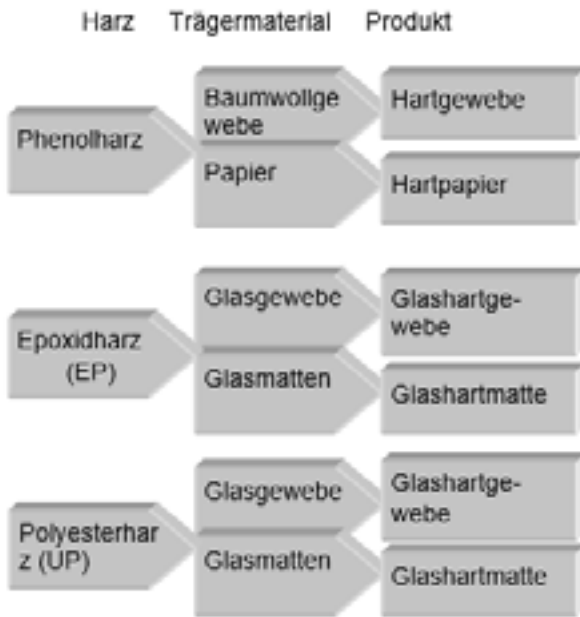 Harz Trägermaterial Produkt
Phenolharz
Baumwollge
webe
Hartgewebe
Papier
Hartpapier
Epoxidharz
(EP)
Glasgewebe
Glashartge-
webe
Glasmatten
Glashartmatte
Polyesterhar
z (UP)
Glasgewebe
Glashartge-
webe
Glasmatten
Glashartmatte